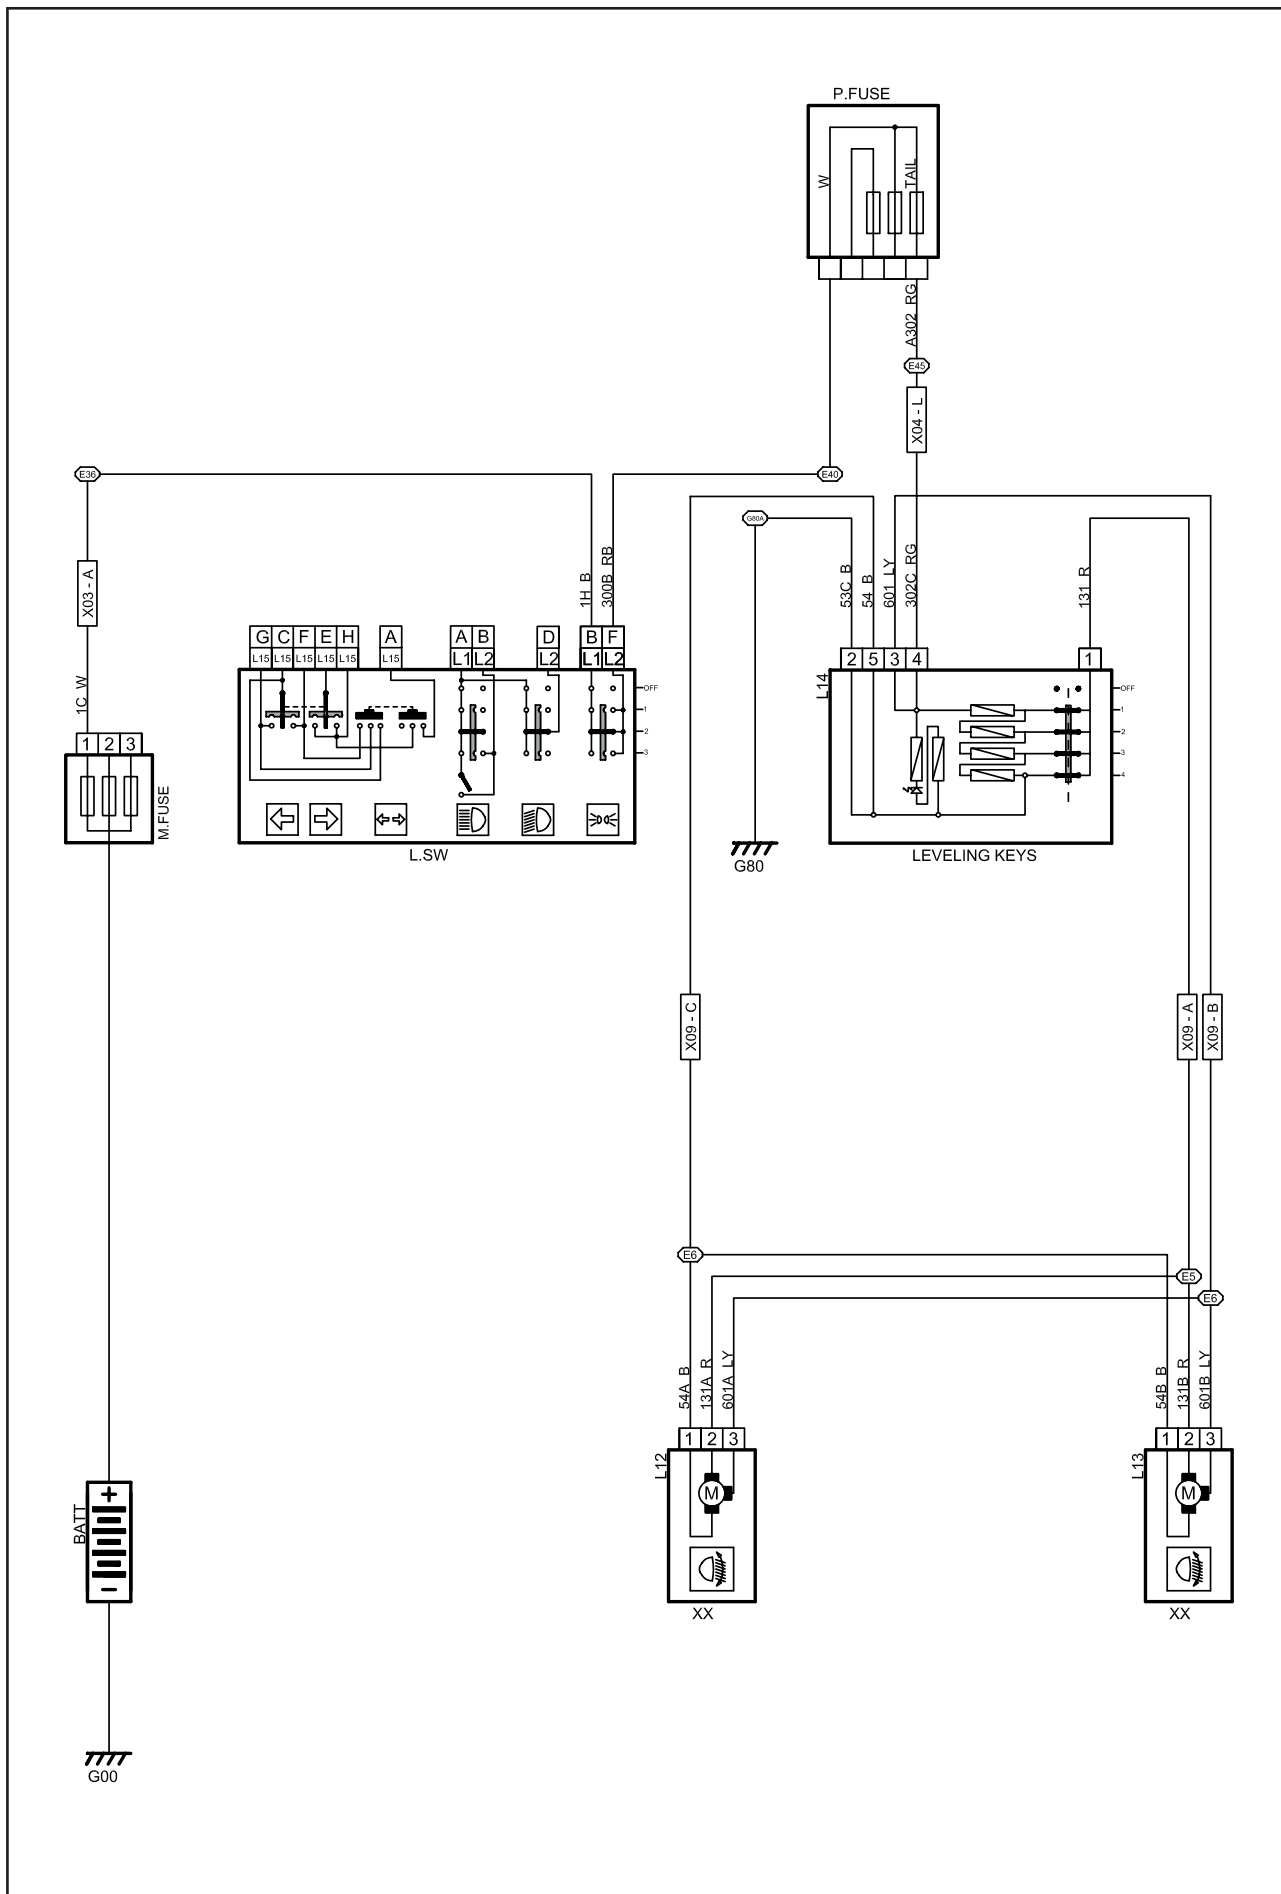 P.FUSE
W
TAIL
A302 RG
E45
X04 - L
E36
E40
G80A
X03 - A
1H B
300B RB
53C B
54 B
601 LY
302C RG
131 R
1C W
G C F E H A A B D B F
L15 L15 L15 L15 L15 L15 L1 L2 L2 L1 L2
2 5 3 4 1
L14
OFF
1
2
3
OFF
1
2
3
4
1 2 3
M.FUSE
L.SW
G80
LEVELING KEYS
X09 - C
X09 - A
X09 - B
E6
E5
E6
54A B
131A R
601A LY
54B B
131B R
601B LY
1 2 3
1 2 3
L12
L13
M
M
XX
XX
BATT
+
−
G00